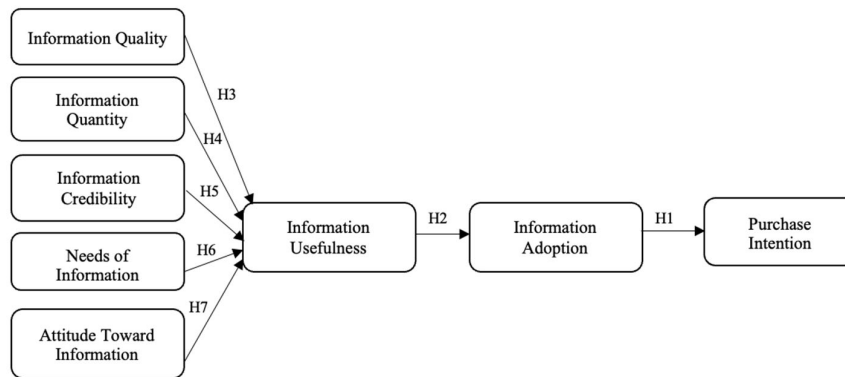 Information Quality
H3
Information
Quantity
H4
Information
Credibility
H5
Needs of
Information
H6
Attitude Toward
Information
H7
Information
Usefulness
H2
Information
Adoption
H1
Purchase
Intention